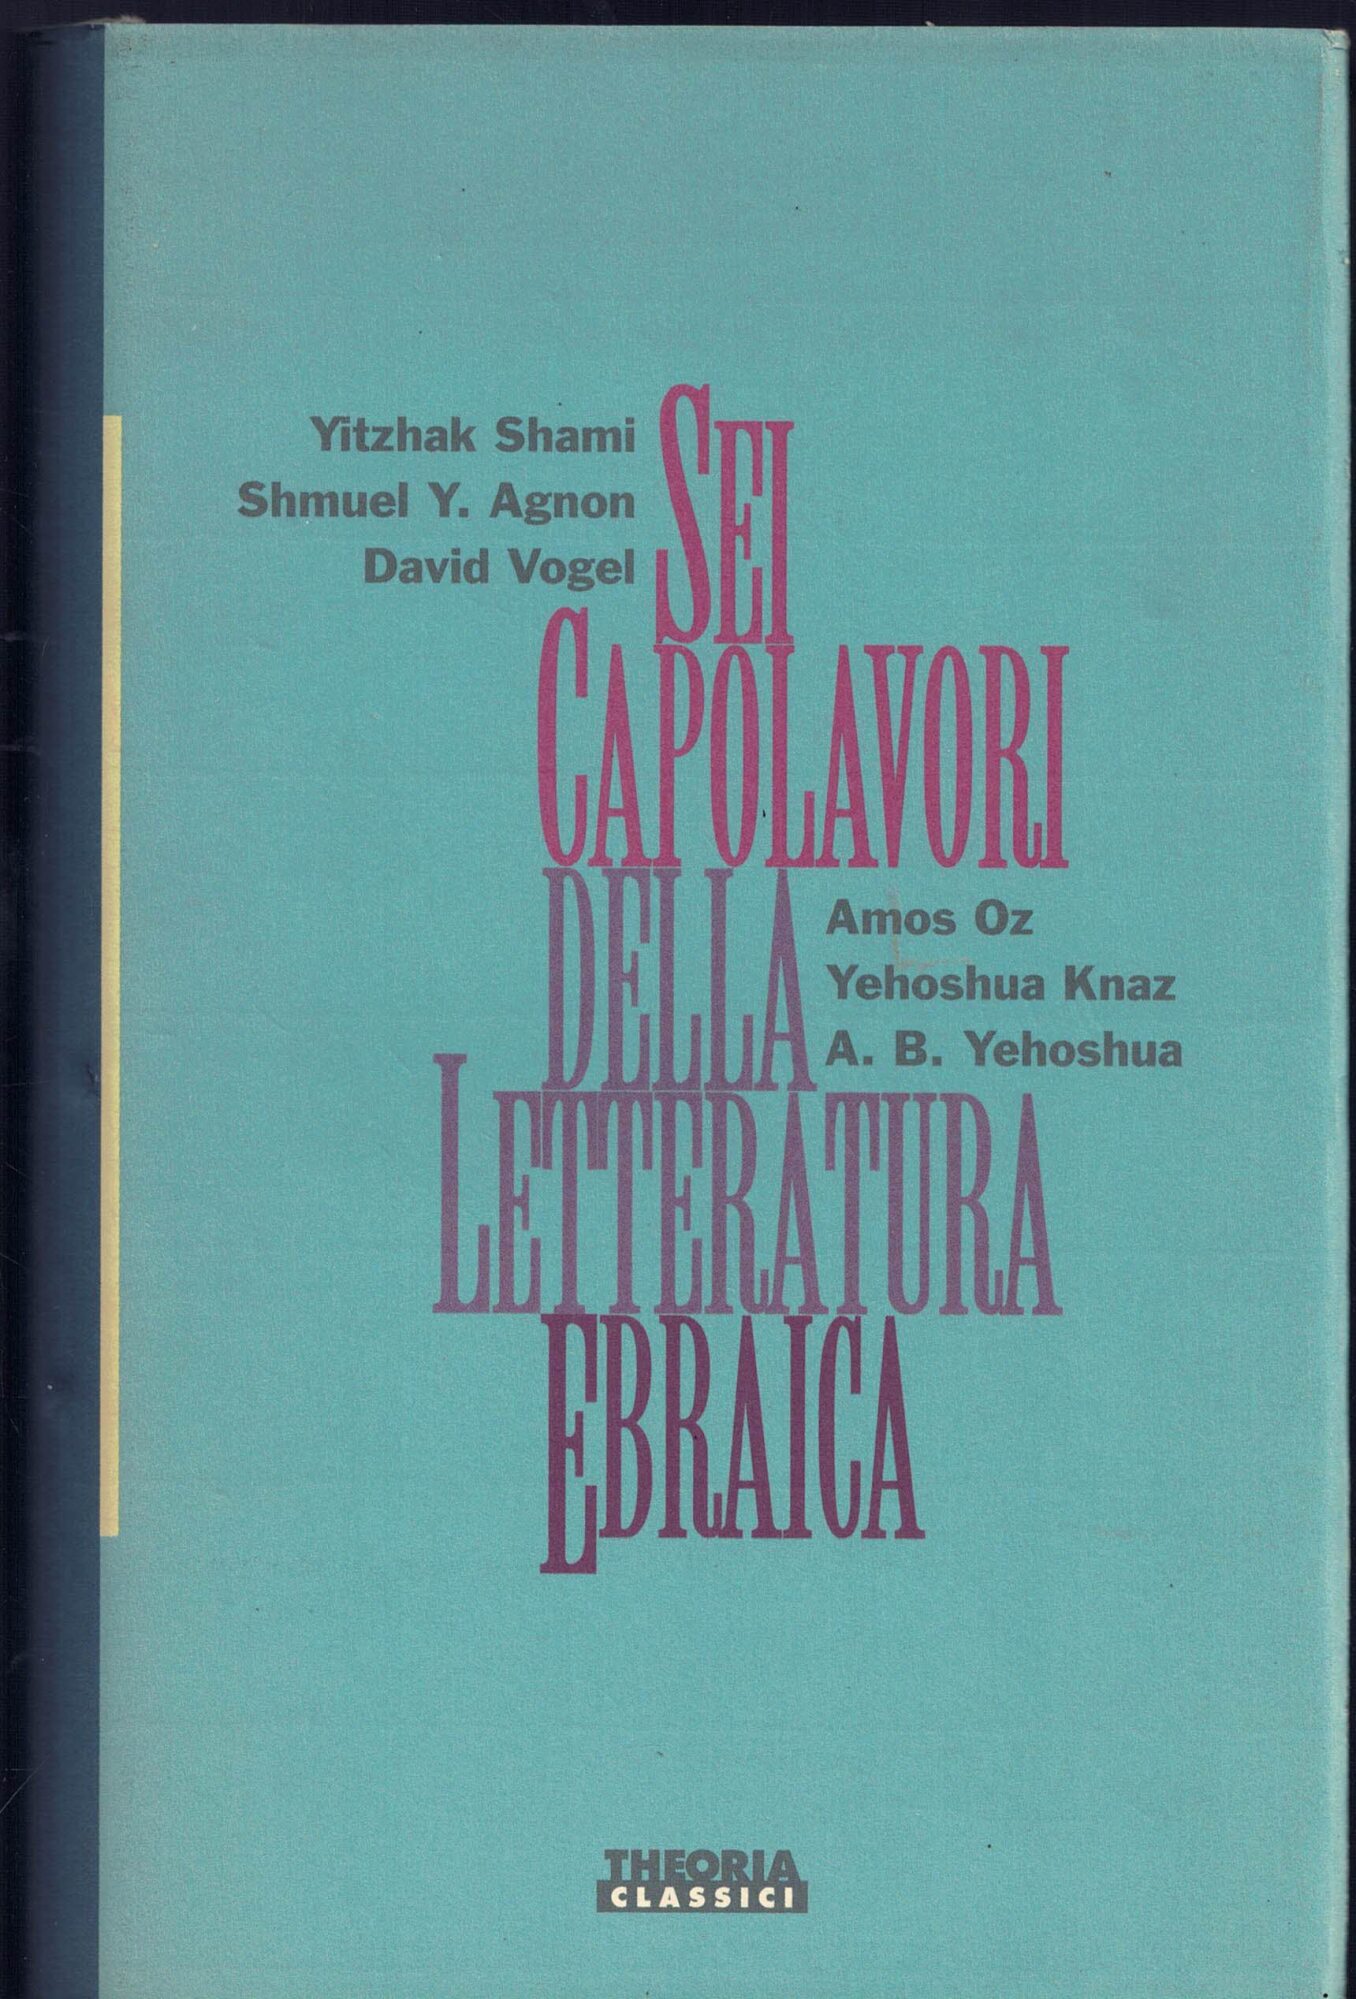 Yitzhak Shami
Shmuel Y. Agnon
David Vogel
SEI
CAPOLAVORI
DELLA
Amos Oz
Yehoshua Knaz
A. B. Yehoshua
LETTERATURA
EBRAICA
THEORIA
CLASSICI